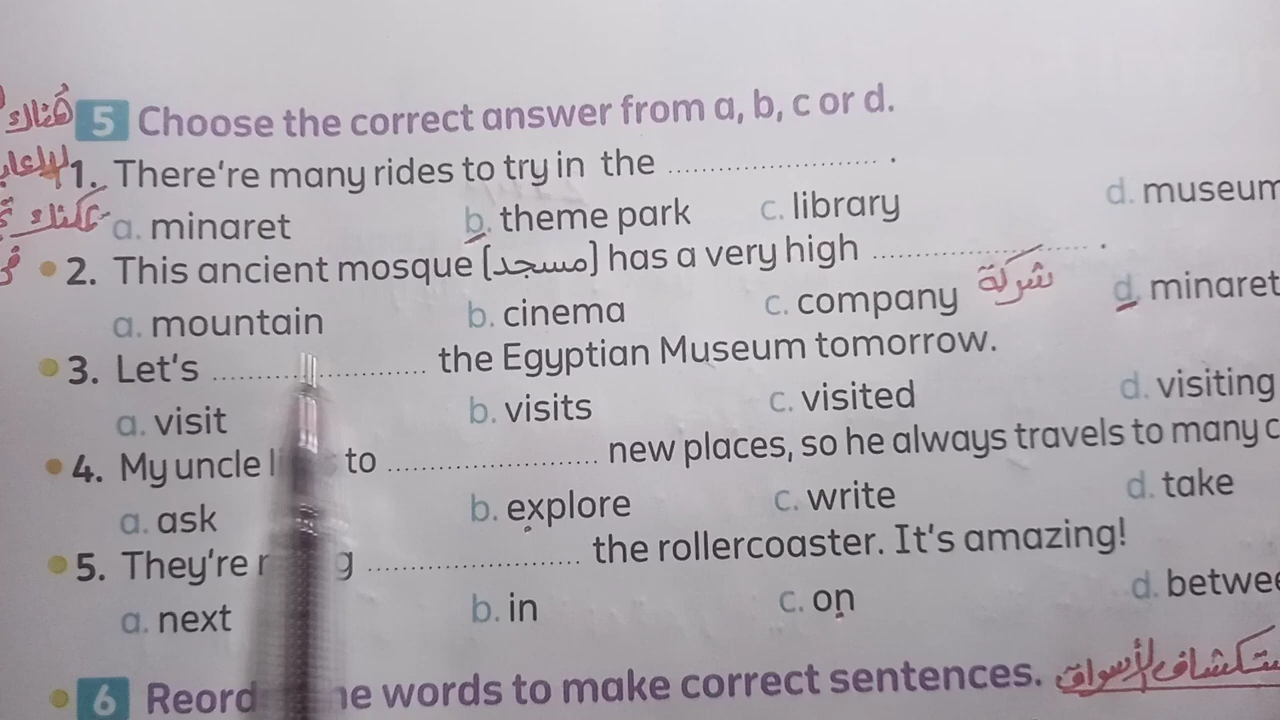 هناك
5 Choose the correct answer from a, b, c or d.
1. There're many rides to try in the .
a. minaret b. theme park c. library d. museum
2. This ancient mosque (مسجد) has a very high .
شركة
a. mountain b. cinema c. company d. minaret
3. Let's the Egyptian Museum tomorrow.
a. visit b. visits c. visited d. visiting
4. My uncle to new places, so he always travels to many
a. ask b. explore c. write d. take
5. They're the rollercoaster. It's amazing!
a. next b. in c. on d. betwee
6 words to make correct sentences.